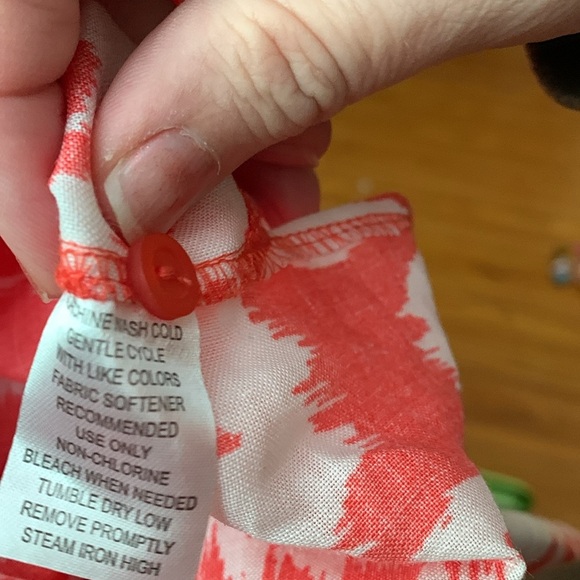 MACHINE WASH COLD
GENTLE CYCLE
WITH LIKE COLORS
FABRIC SOFTENER
RECOMMENDED
USE ONLY
NON-CHLORINE
BLEACH WHEN NEEDED
TUMBLE DRY LOW
REMOVE PROMPTLY
STEAM IRON HIGH